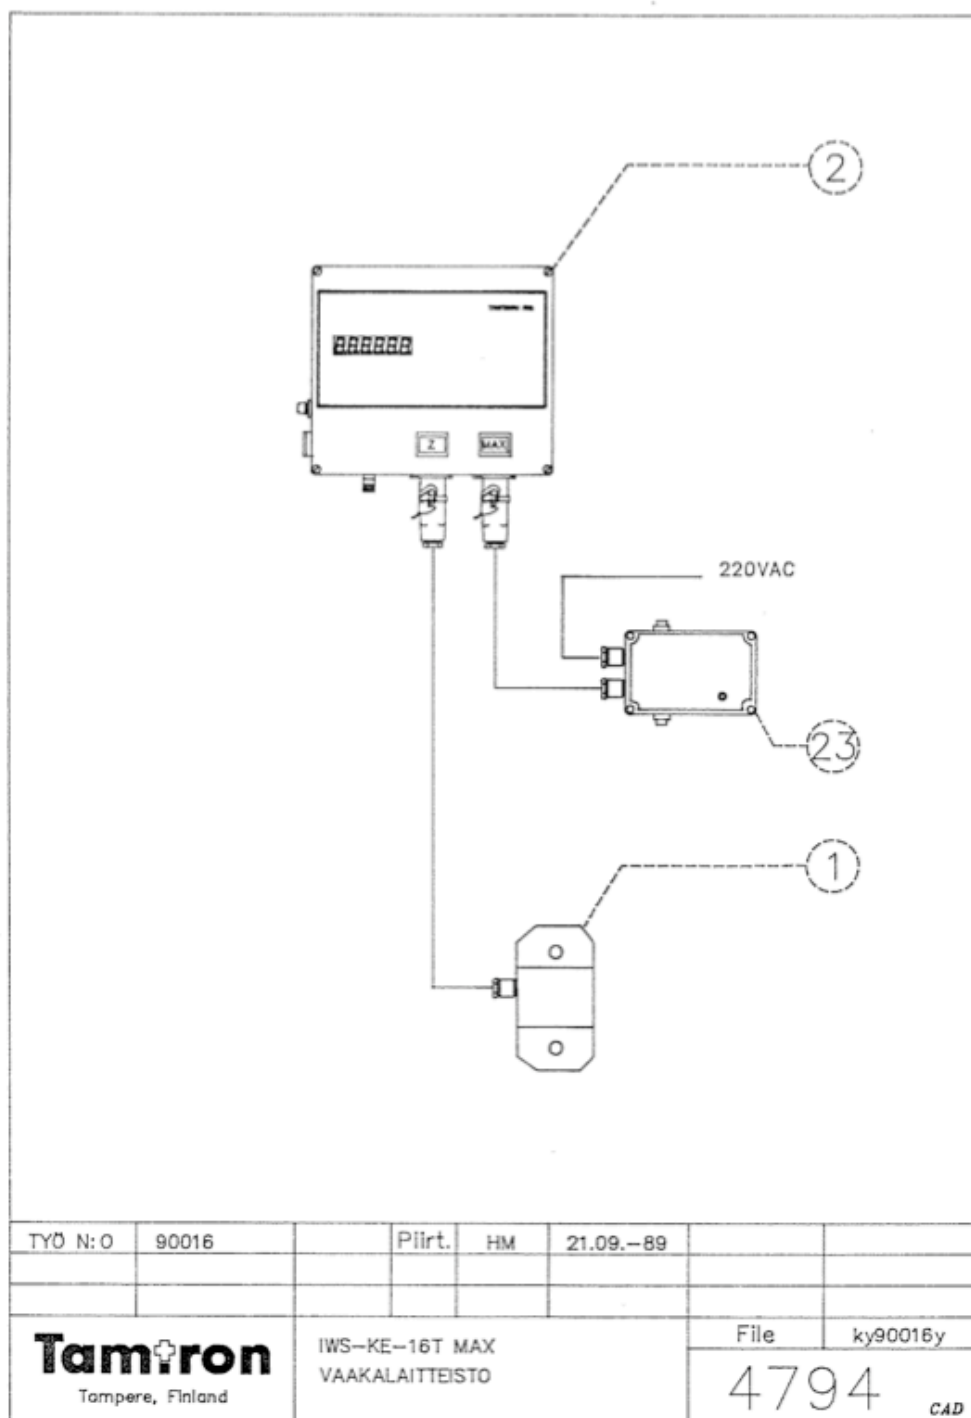 2
Z
MAX
220VAC
23
1
TYÖ N:O 90016 Piirt. HM 21.09.-89
Tamtron
Tampere, Finland
IWS-KE-16T MAX
VAAKALAITTEISTO
File ky90016y
4794
CAD